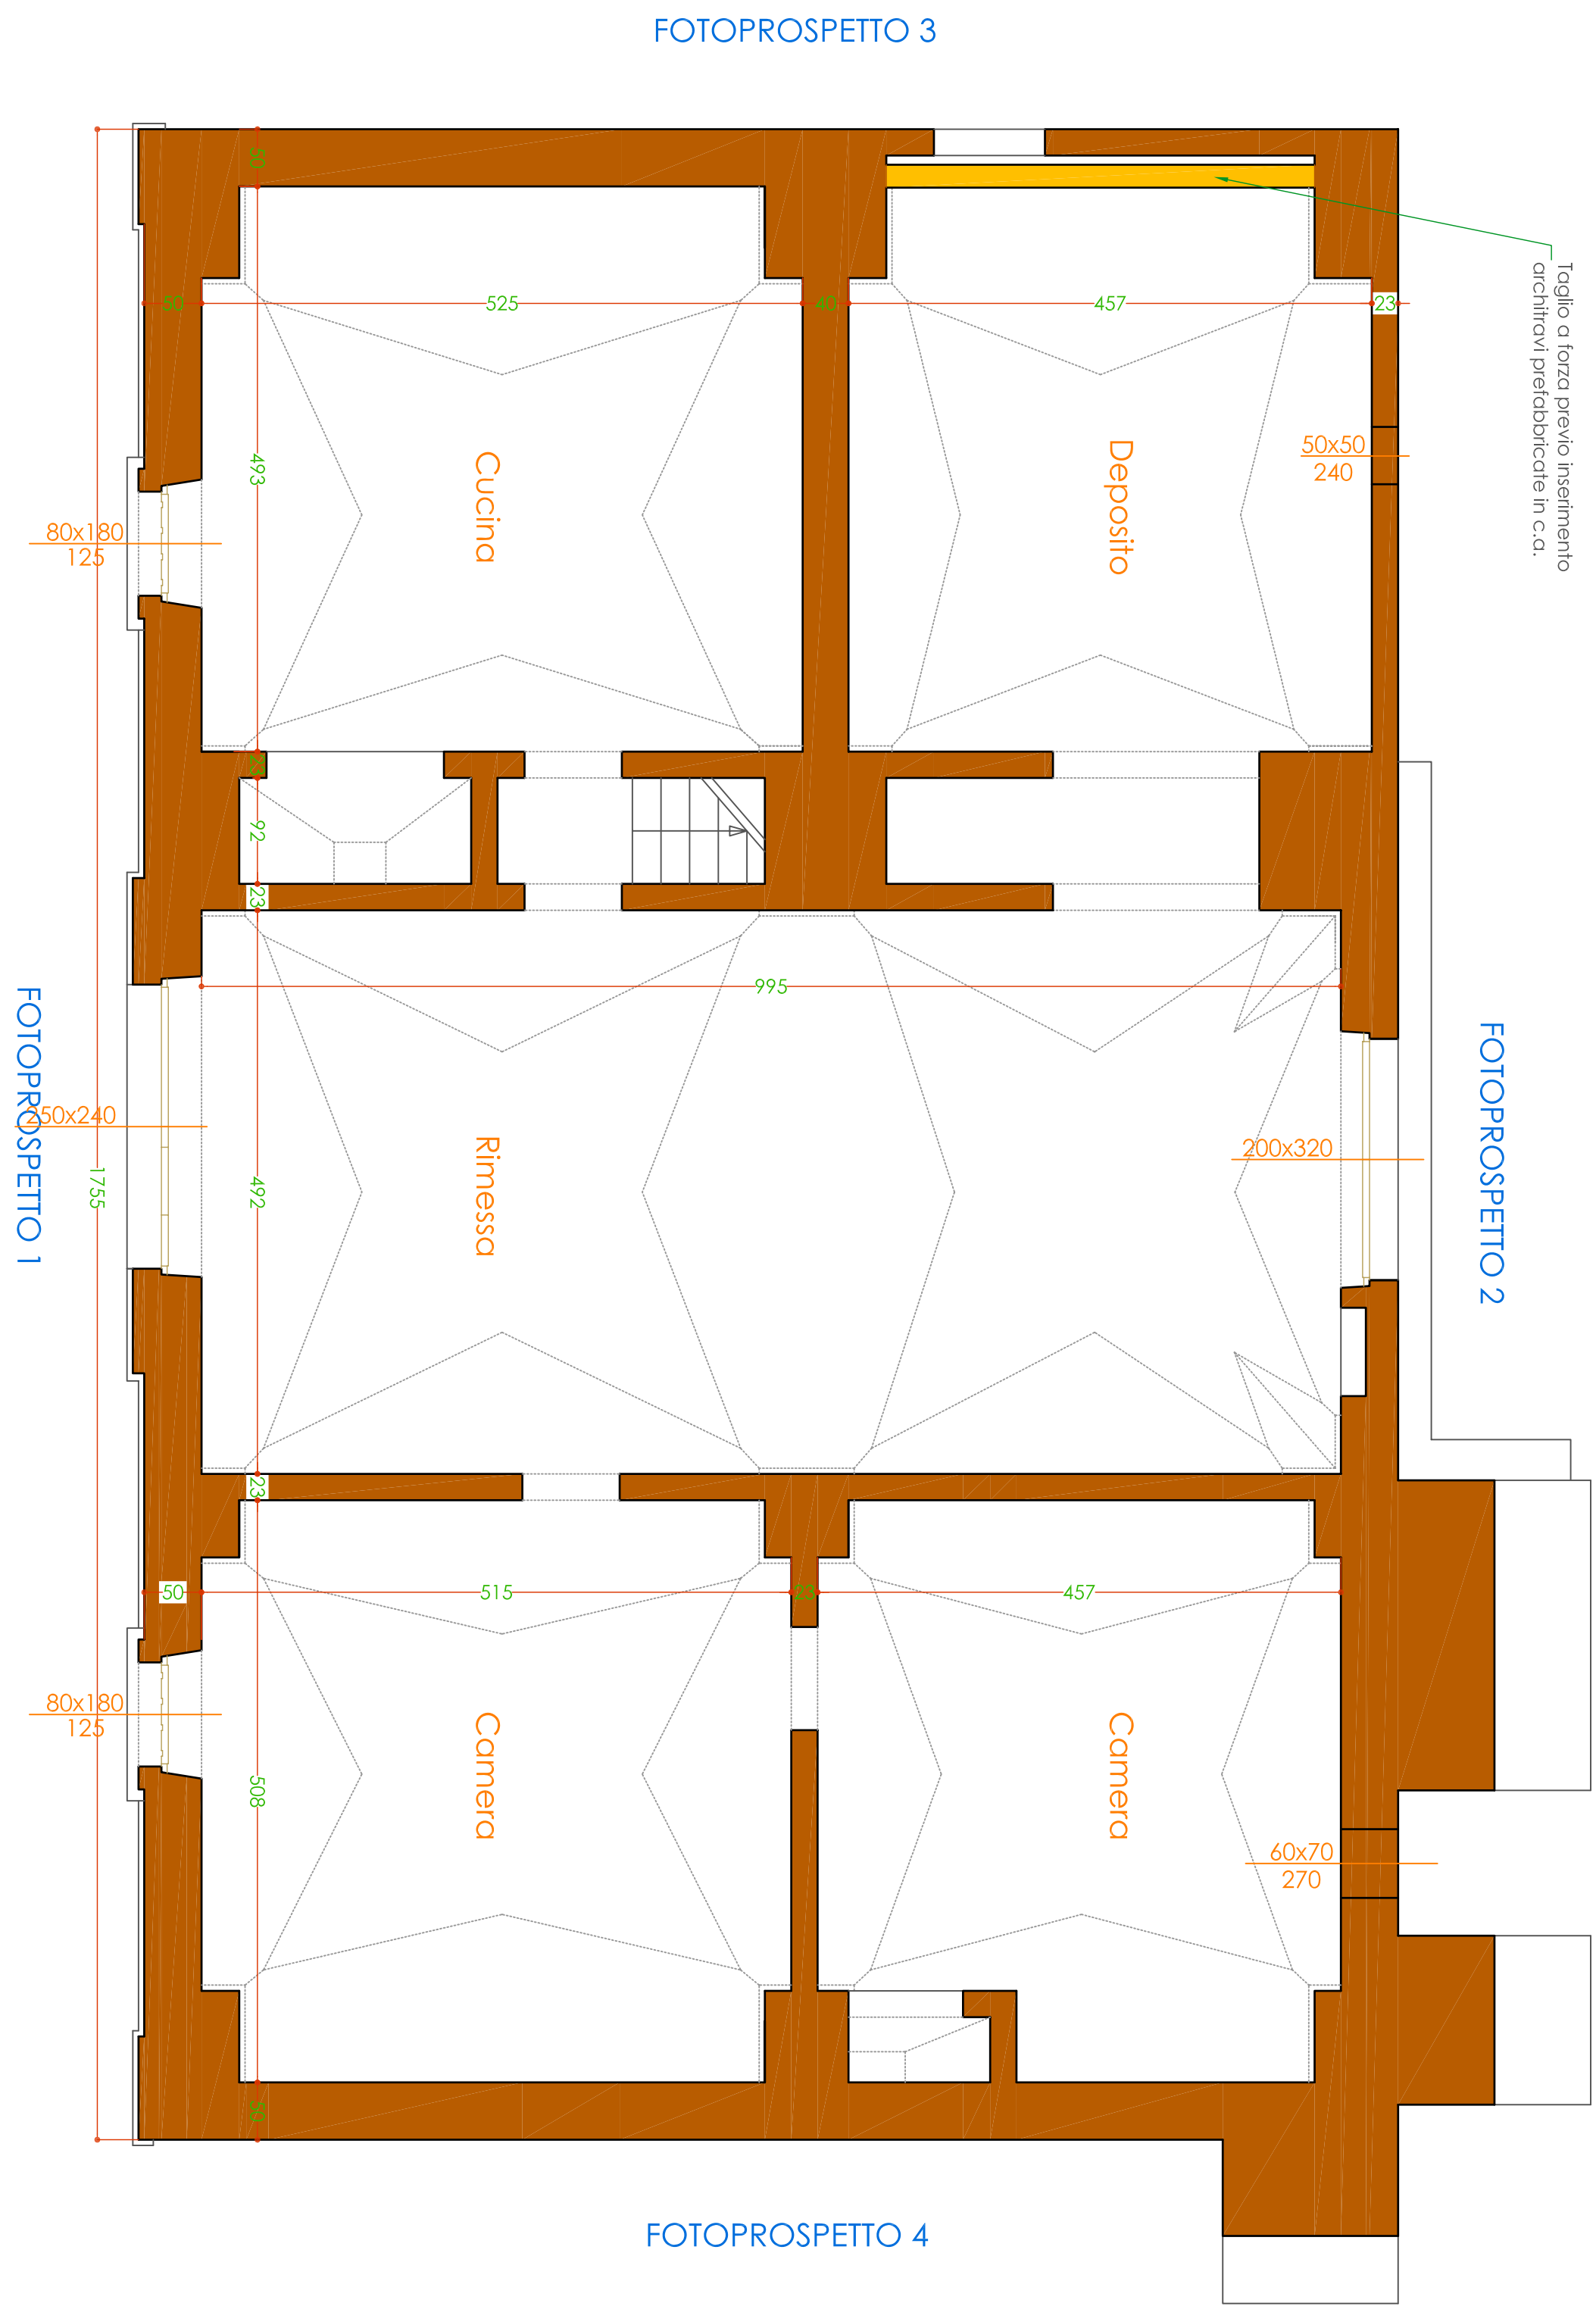 FOTOPROSPETTO 3
50
Taglio a forza previo inserimento
architravi prefabbricate in c.a.
50
525
40
457
23
50x50
240
493
Cucina
Deposito
80x180
125
23
92
23
995
FOTOPROSPETTO 1
FOTOPROSPETTO 2
250x240
200x320
1755
492
Rimessa
23
50
515
23
457
80x180
125
508
Camera
Camera
60x70
270
50
FOTOPROSPETTO 4